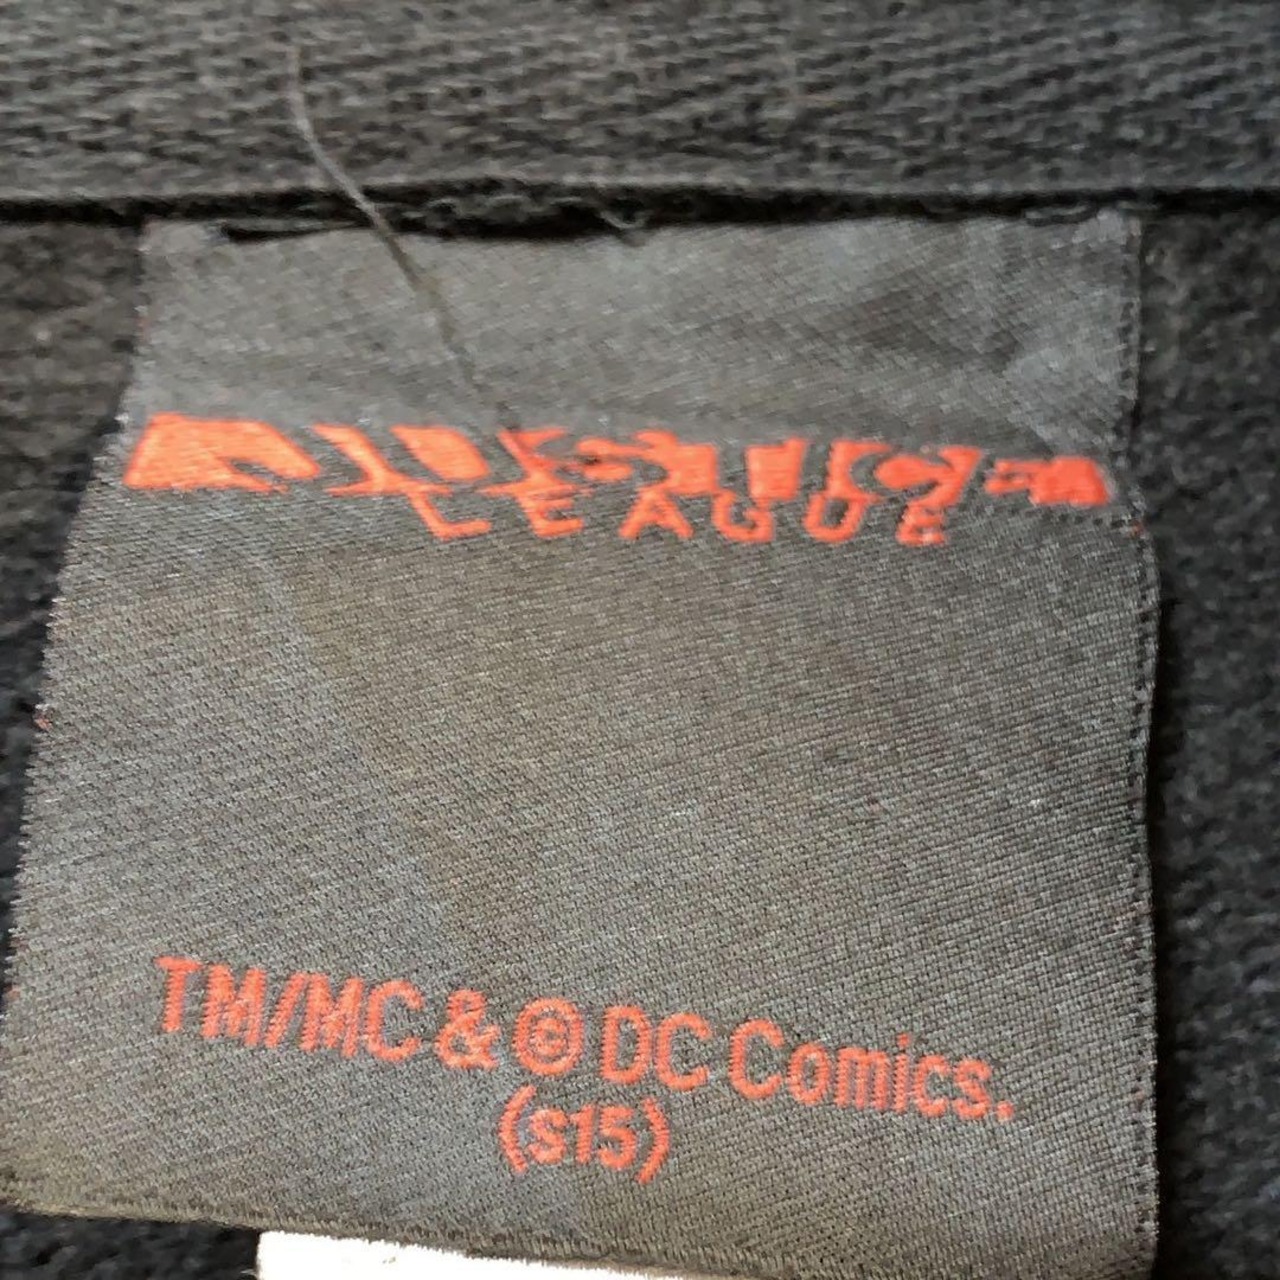 LEAGUE
TM/MC & © DC Comics.
(s15)